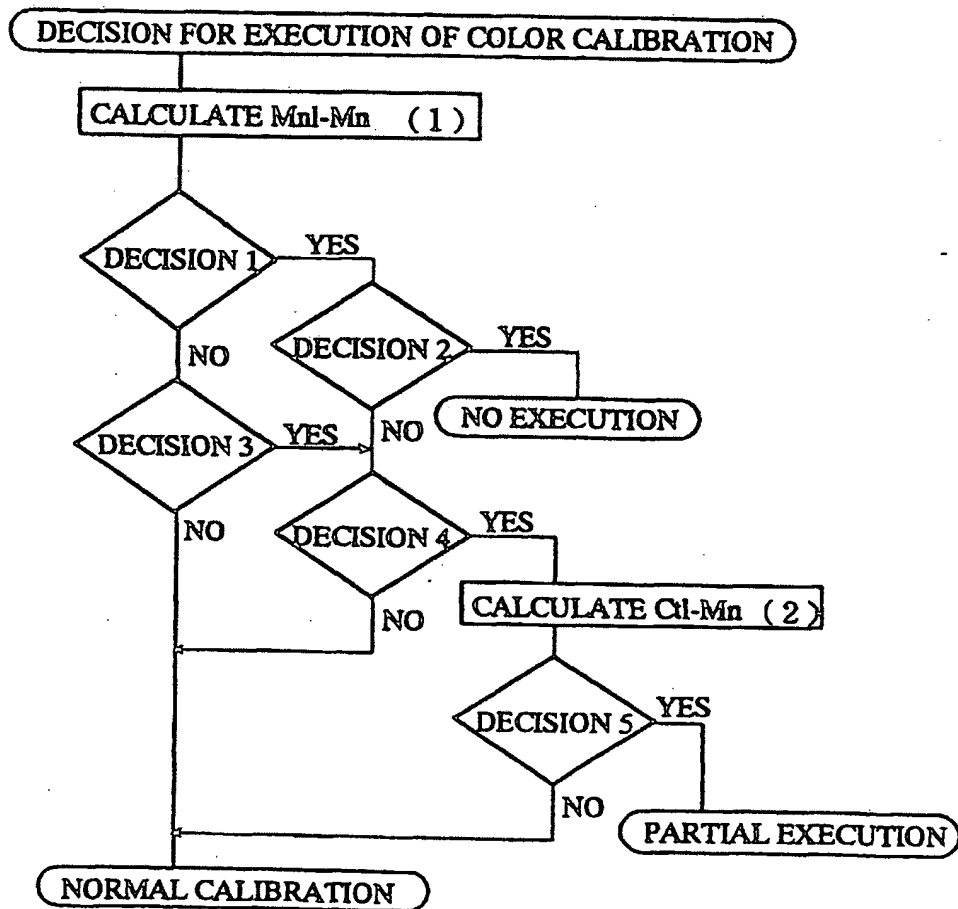 DECISION FOR EXECUTION OF COLOR CALIBRATION
CALCULATE Mnl-Mn (1)
DECISION 1
YES
NO
DECISION 2
YES
NO EXECUTION
NO
DECISION 3
YES
NO
DECISION 4
YES
NO
CALCULATE Ctl-Mn (2)
DECISION 5
YES
NO
PARTIAL EXECUTION
NORMAL CALIBRATION